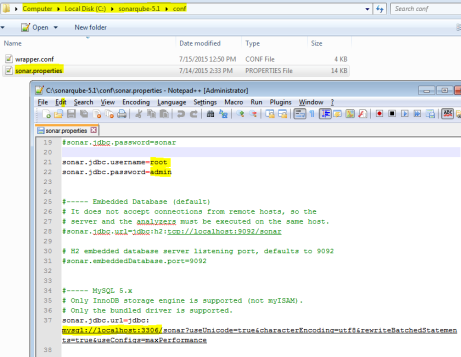 Computer ▸ Local Disk (C:) ▸ sonarqube-5.1 ▸ conf
Search conf
Open New folder
Name Date modified Type Size
wrapper.conf 7/15/2015 12:50 PM CONF File 4 KB
sonar.properties 7/14/2015 2:33 PM PROPERTIES File 14 KB
C:\sonarqube-5.1\conf\sonar.properties - Notepad++ [Administrator]
File Edit Search View Encoding Language Settings Macro Run Plugins Window ?
sonar.properties
19 #sonar.jdbc.password=sonar
20
21 sonar.jdbc.username=root
22 sonar.jdbc.password=admin
23
24
25 #----- Embedded Database (default)
26 # It does not accept connections from remote hosts, so the
27 # server and the analyzers must be executed on the same host.
28 #sonar.jdbc.url=jdbc:h2:tcp://localhost:9092/sonar
29
30 # H2 embedded database server listening port, defaults to 9092
31 #sonar.embeddedDatabase.port=9092
32
33
34 #----- MySQL 5.x
35 # Only InnoDB storage engine is supported (not myISAM).
36 # Only the bundled driver is supported.
37 sonar.jdbc.url=jdbc:
mysql://localhost:3306/sonar?useUnicode=true&characterEncoding=utf8&rewriteBatchedStatemen
ts=true&useConfigs=maxPerformance
38